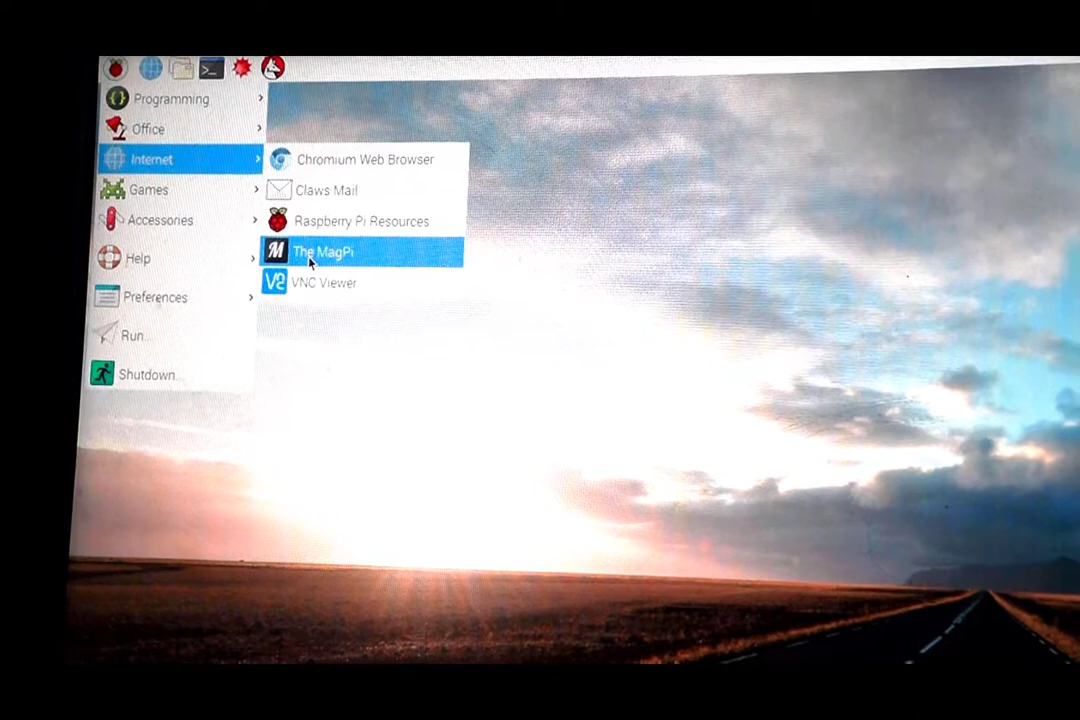 >_
Programming
Office
Internet
Chromium Web Browser
Games
Claws Mail
Accessories
Raspberry Pi Resources
M The MagPi
Help
V2 VNC Viewer
Preferences
Run...
Shutdown...